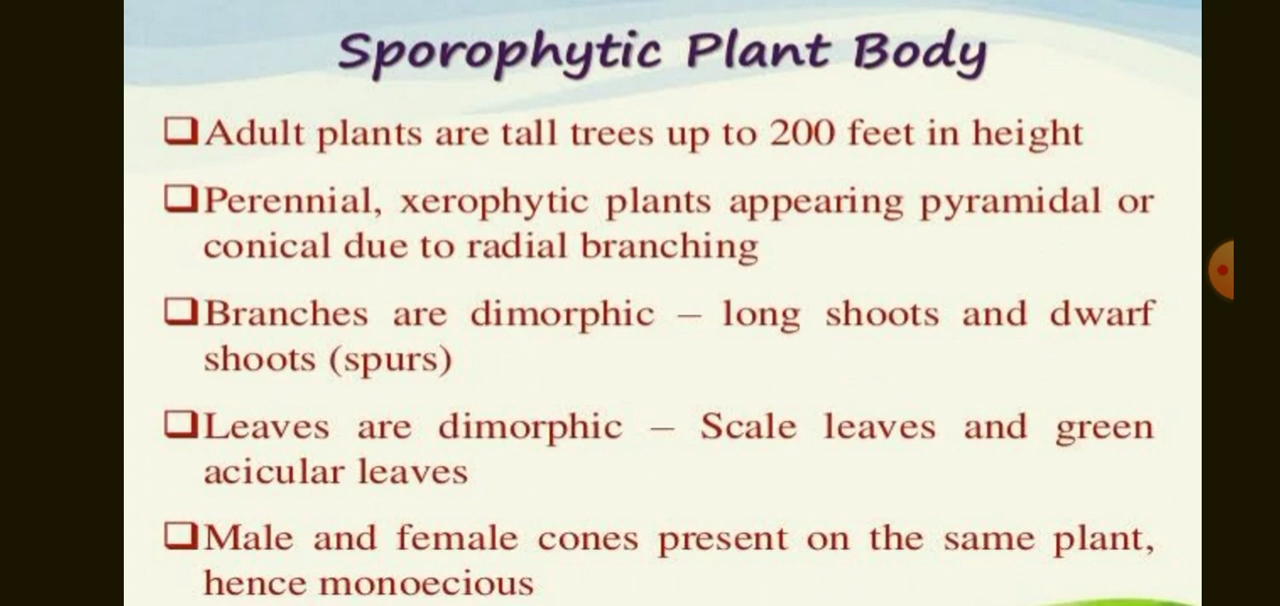 Sporophytic Plant Body
❑Adult plants are tall trees up to 200 feet in height
❑Perennial, xerophytic plants appearing pyramidal or
conical due to radial branching
❑Branches are dimorphic – long shoots and dwarf
shoots (spurs)
❑Leaves are dimorphic – Scale leaves and green
acicular leaves
❑Male and female cones present on the same plant,
hence monoecious